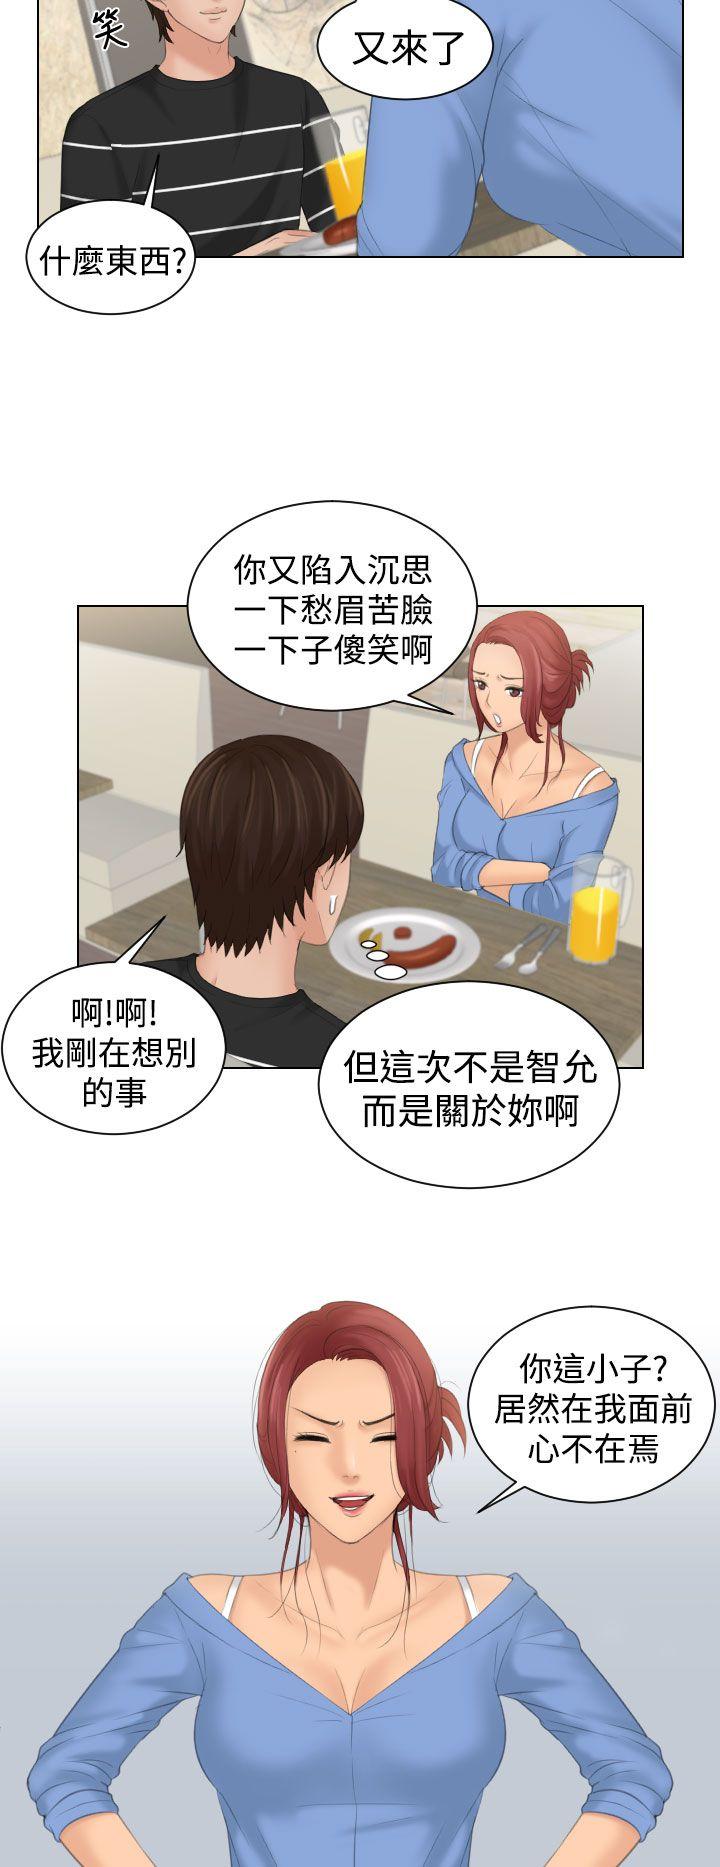 笑
又來了
什麼東西?
你又陷入沉思
一下愁眉苦臉
一下子傻笑啊
啊!啊!
我剛在想別
的事
但這次不是智允
而是關於妳啊
你這小子?
居然在我面前
心不在焉